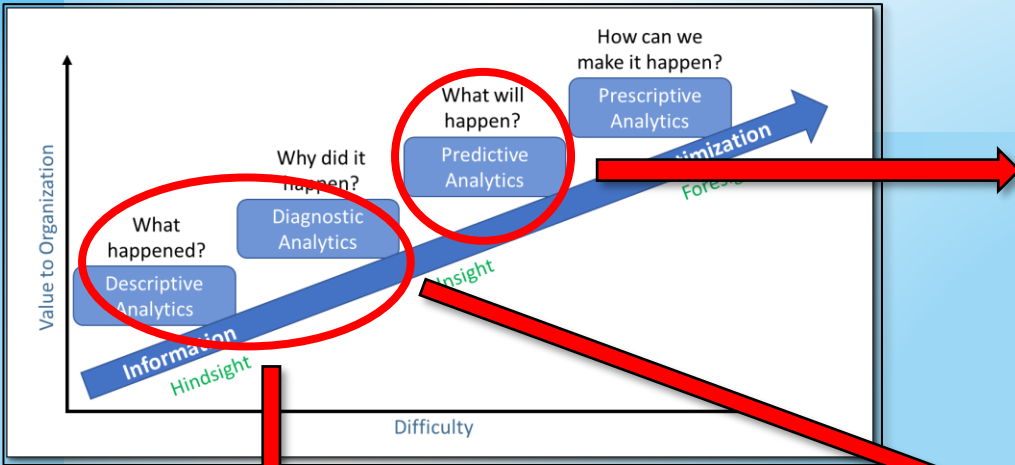 How can we
make it happen?
Prescriptive
Analytics
What will
happen?
Predictive
Analytics
Why did it
happen?
Diagnostic
Analytics
What
happened?
Descriptive
Analytics
Information
Hindsight
Insight
Value to Organization
Difficulty